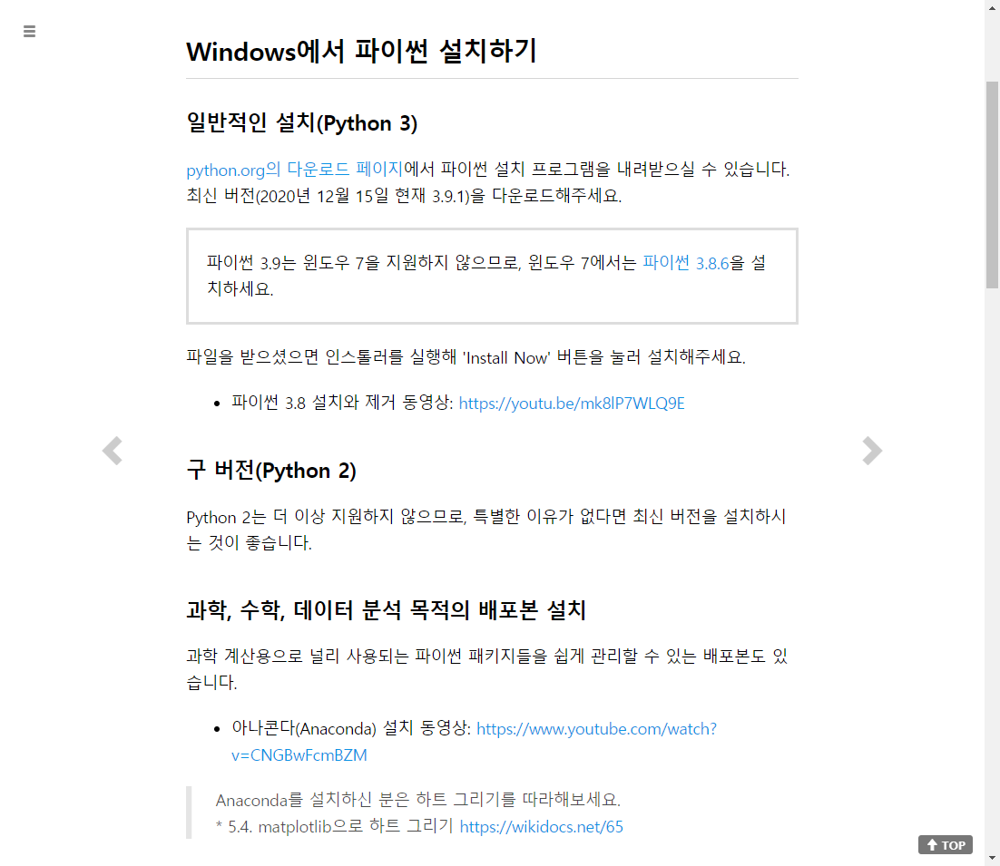 Windows에서 파이썬 설치하기
일반적인 설치(Python 3)
python.org의 다운로드 페이지에서 파이썬 설치 프로그램을 내려받으실 수 있습니다.
최신 버전(2020년 12월 15일 현재 3.9.1)을 다운로드해주세요.
파이썬 3.9는 윈도우 7을 지원하지 않으므로, 윈도우 7에서는 파이썬 3.8.6을 설
치하세요.
파일을 받으셨으면 인스톨러를 실행해 'Install Now' 버튼을 눌러 설치해주세요.
• 파이썬 3.8 설치와 제거 동영상: https://youtu.be/mk8lP7WLQ9E
구 버전(Python 2)
Python 2는 더 이상 지원하지 않으므로, 특별한 이유가 없다면 최신 버전을 설치하시
는 것이 좋습니다.
과학, 수학, 데이터 분석 목적의 배포본 설치
과학 계산용으로 널리 사용되는 파이썬 패키지들을 쉽게 관리할 수 있는 배포본도 있
습니다.
• 아나콘다(Anaconda) 설치 동영상: https://www.youtube.com/watch?
v=CNGBwFcmBZM
Anaconda를 설치하신 분은 하트 그리기를 따라해보세요.
* 5.4. matplotlib으로 하트 그리기 https://wikidocs.net/65
TOP